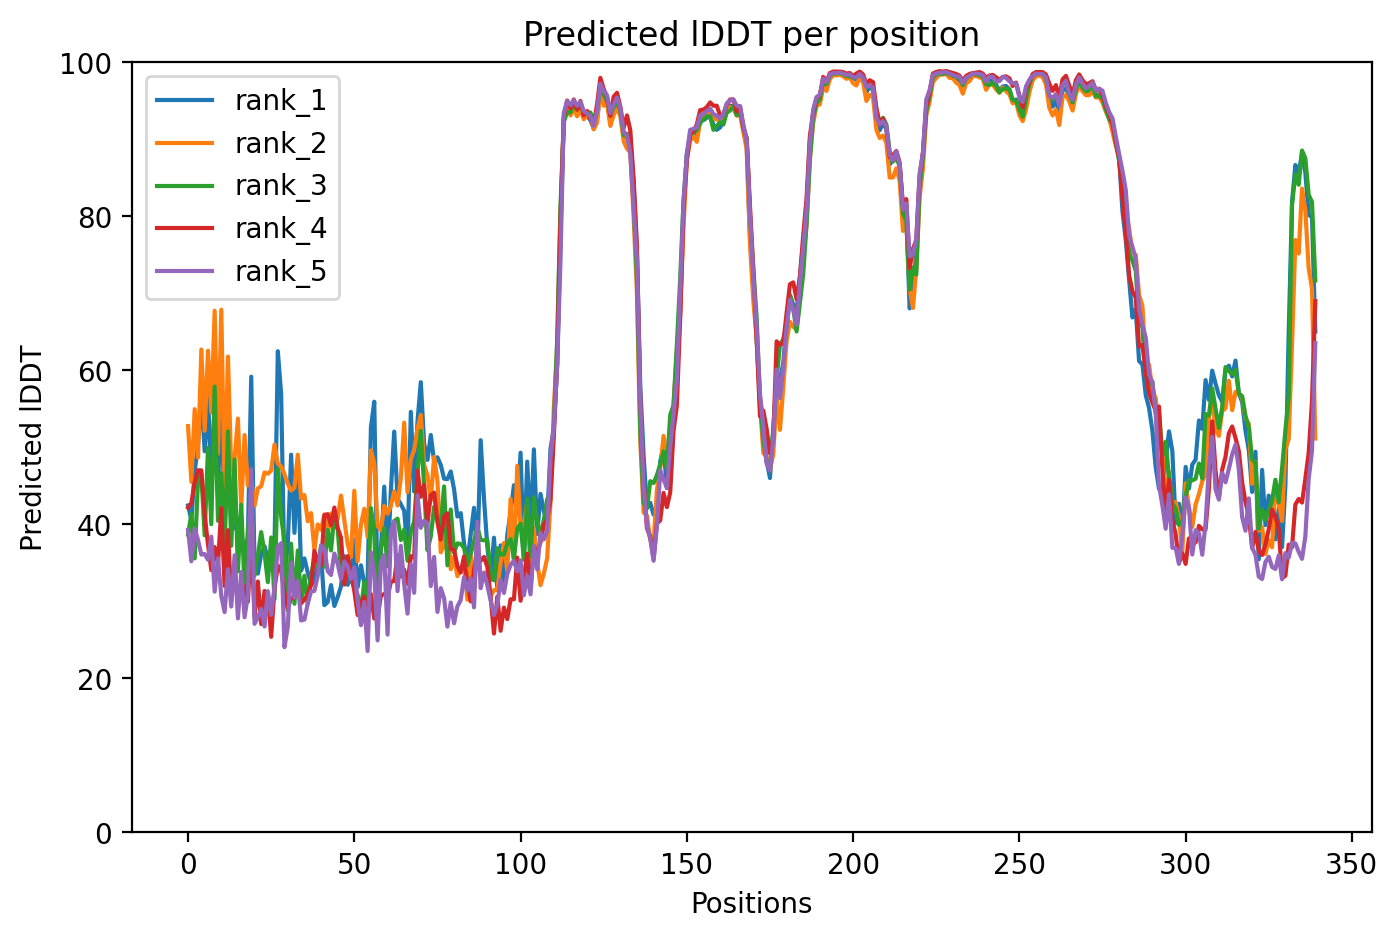 Predicted lDDT per position
100
80
60
40
20
0
Predicted lDDT
rank_1
rank_2
rank_3
rank_4
rank_5
0 50 100 150 200 250 300 350
Positions